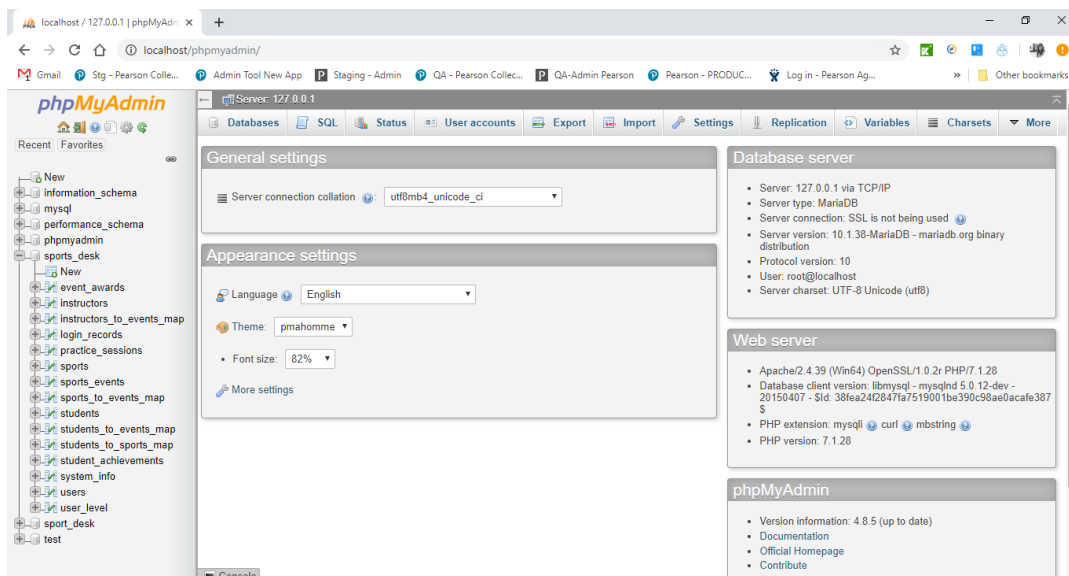 localhost / 127.0.0.1 | phpMyAdm
localhost/phpmyadmin/
Gmail Stg - Pearson Colle... Admin Tool New App Staging - Admin QA - Pearson Collec... QA-Admin Pearson Pearson - PRODUC... Log in - Pearson Ag... » Other bookmarks
phpMyAdmin
Recent Favorites
New
information_schema
mysql
performance_schema
phpmyadmin
sports_desk
New
event_awards
instructors
instructors_to_events_map
login_records
practice_sessions
sports
sports_events
sports_to_events_map
students
students_to_events_map
students_to_sports_map
student_achievements
system_info
users
user_level
sport_desk
test
Server: 127.0.0.1
Databases SQL Status User accounts Export Import Settings Replication Variables Charsets More
General settings
Server connection collation : utf8mb4_unicode_ci
Appearance settings
Language English
Theme: pmahomme
• Font size: 82%
More settings
Database server
• Server: 127.0.0.1 via TCP/IP
• Server type: MariaDB
• Server connection: SSL is not being used
• Server version: 10.1.38-MariaDB - mariadb.org binary
distribution
• Protocol version: 10
• User: root@localhost
• Server charset: UTF-8 Unicode (utf8)
Web server
• Apache/2.4.39 (Win64) OpenSSL/1.0.2r PHP/7.1.28
• Database client version: libmysql - mysqlnd 5.0.12-dev -
20150407 - $Id: 38fea24f2847fa7519001be390c98ae0acafe387
$
• PHP extension: mysqli curl mbstring
• PHP version: 7.1.28
phpMyAdmin
• Version information: 4.8.5 (up to date)
• Documentation
• Official Homepage
• Contribute
Console